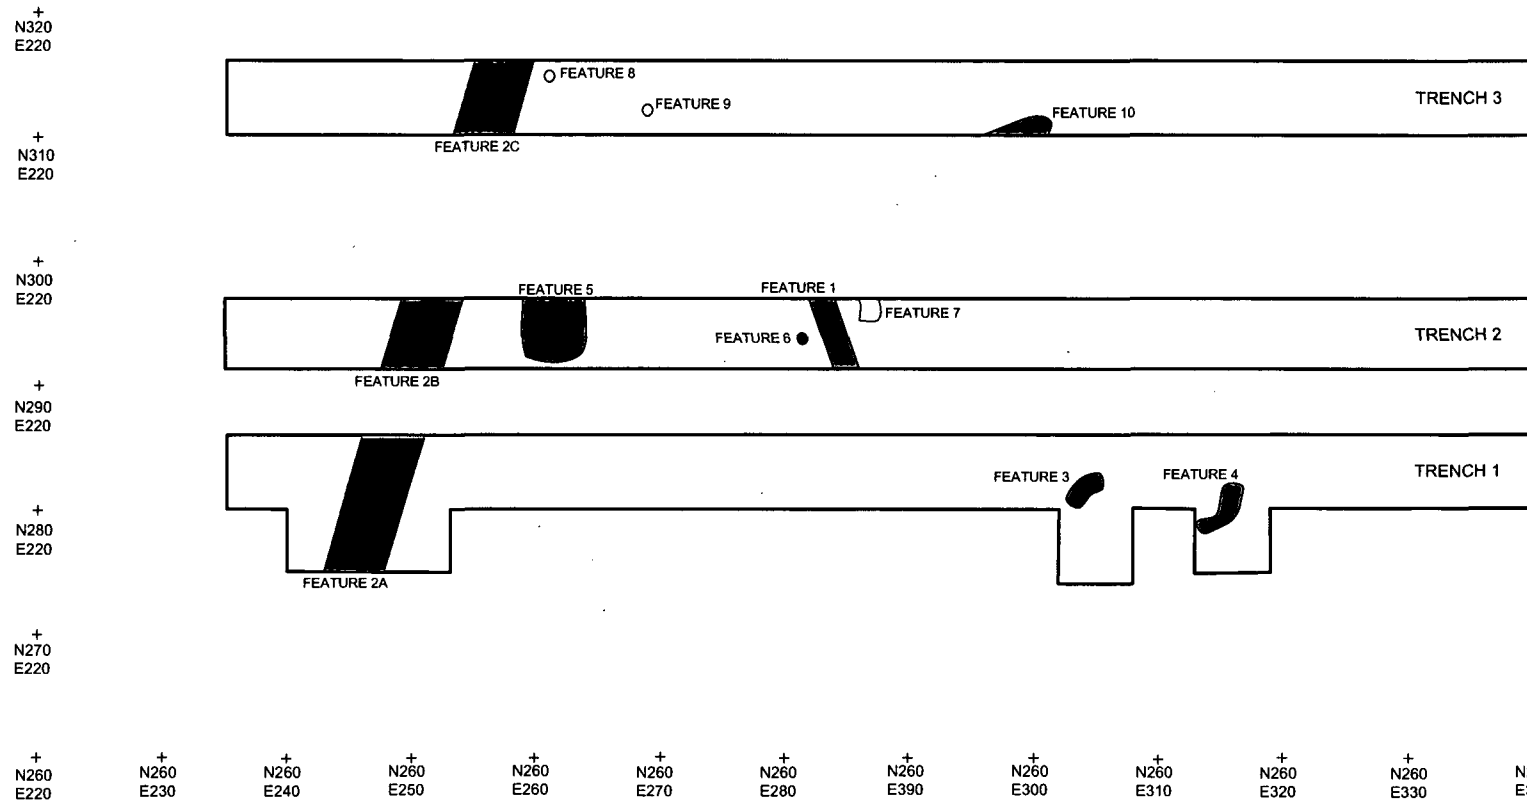 +
N320
E220
FEATURE 8
FEATURE 9
TRENCH 3
FEATURE 10
+
N310
E220
FEATURE 2C
+
N300
E220
FEATURE 5
FEATURE 1
FEATURE 7
FEATURE 6
TRENCH 2
FEATURE 2B
+
N290
E220
TRENCH 1
FEATURE 3
FEATURE 4
+
N280
E220
FEATURE 2A
+
N270
E220
+ + + + + + + + + + + +
N260 N260 N260 N260 N260 N260 N260 N260 N260 N260 N260 N260
E220 E230 E240 E250 E260 E270 E280 E390 E300 E310 E320 E330